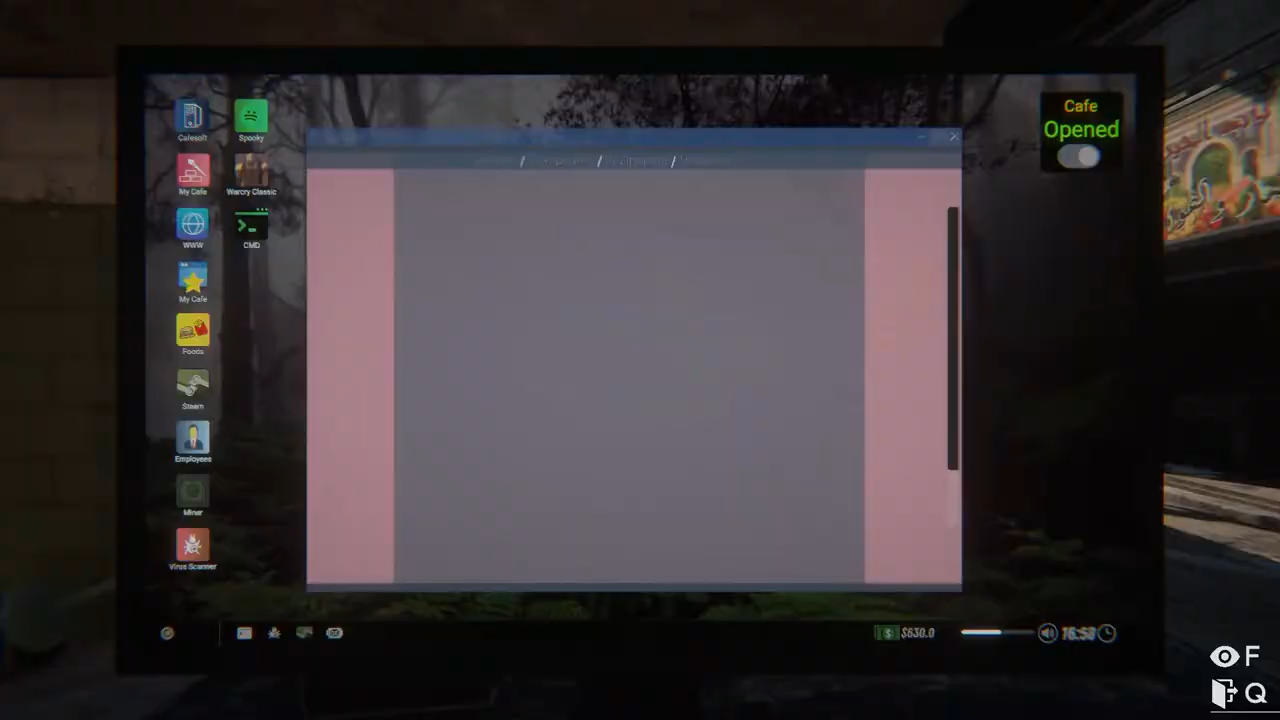 Cafesoft
Spooky
My Cafe
Warcry Classic
WWW
CMD
My Cafe
Foods
Steam
Employees
Miner
Virus Scanner
Cafe
Opened
$630.0
F
Q